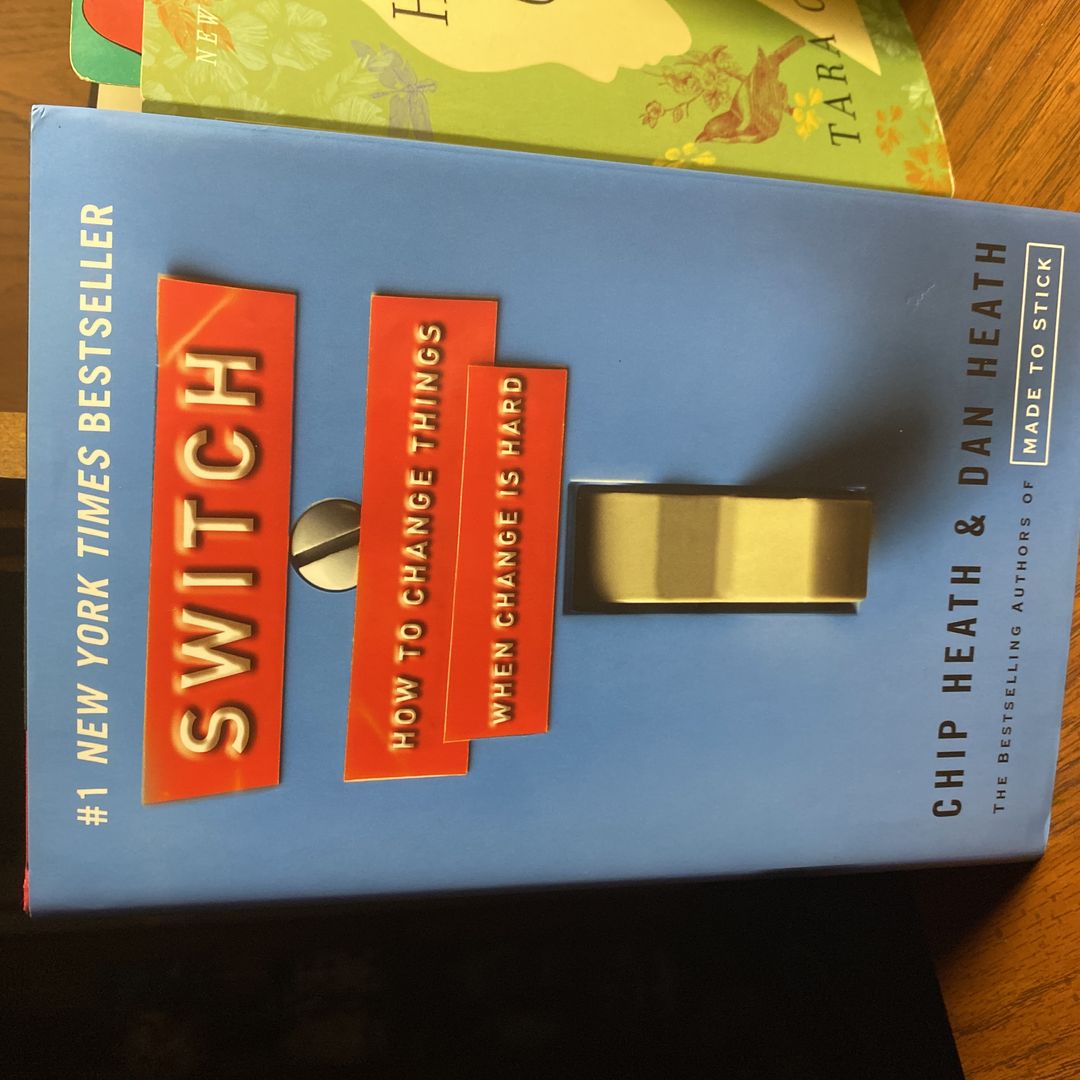 #1 NEW YORK TIMES BESTSELLER
SWITCH
HOW TO CHANGE THINGS
WHEN CHANGE IS HARD
CHIP HEATH & DAN HEATH
THE BESTSELLING AUTHORS OF MADE TO STICK
NEW
TARA